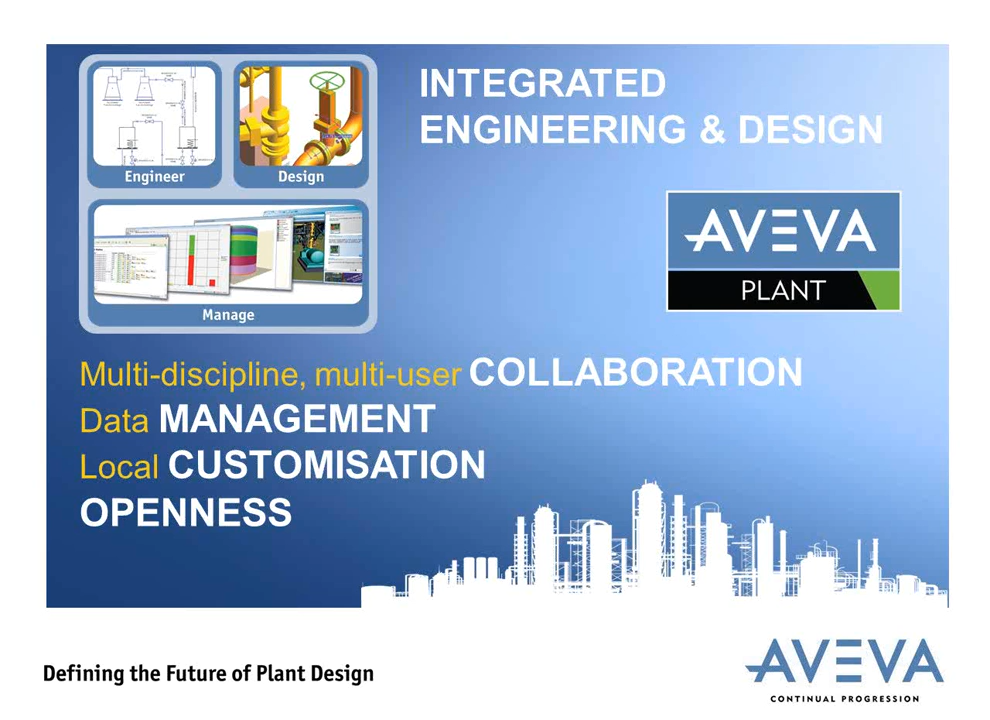 INTEGRATED
ENGINEERING & DESIGN
Engineer
Design
Manage
AVEVA
PLANT
Multi-discipline, multi-user COLLABORATION
Data MANAGEMENT
Local CUSTOMISATION
OPENNESS
Defining the Future of Plant Design
AVEVA
CONTINUAL PROGRESSION